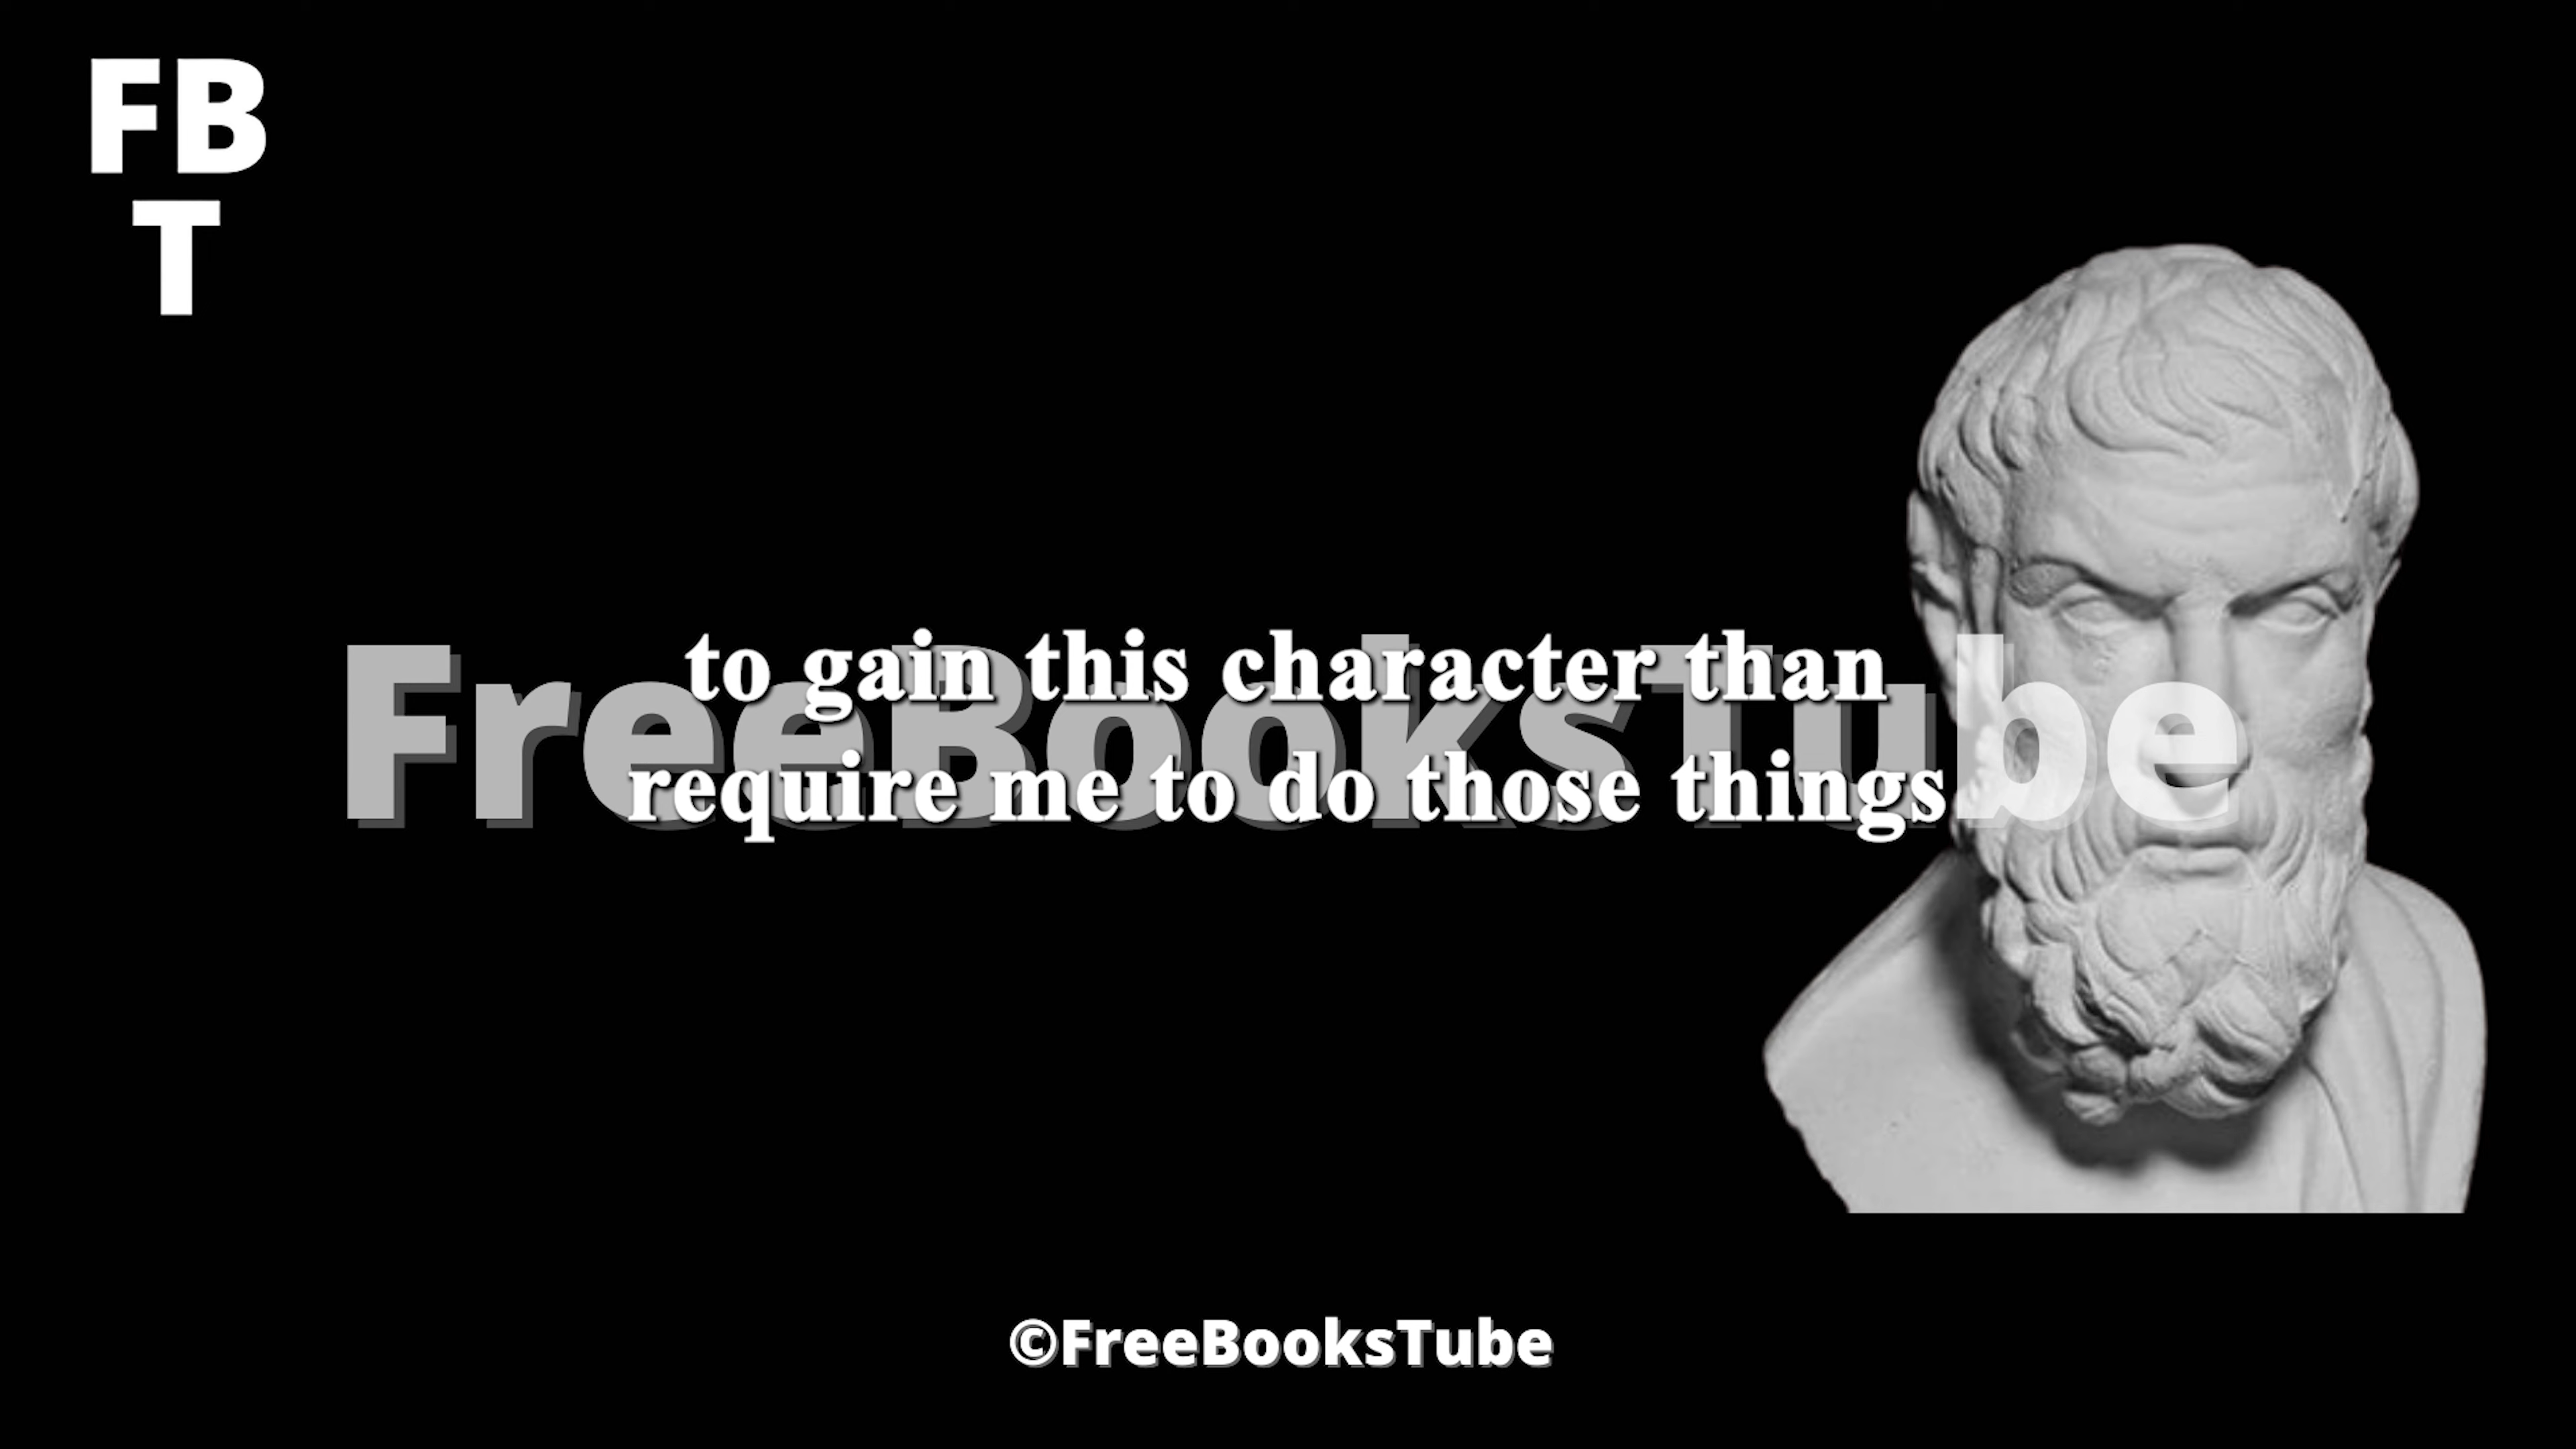 FB
T
FreeBooksTube
to gain this character than
require me to do those things
©FreeBooksTube